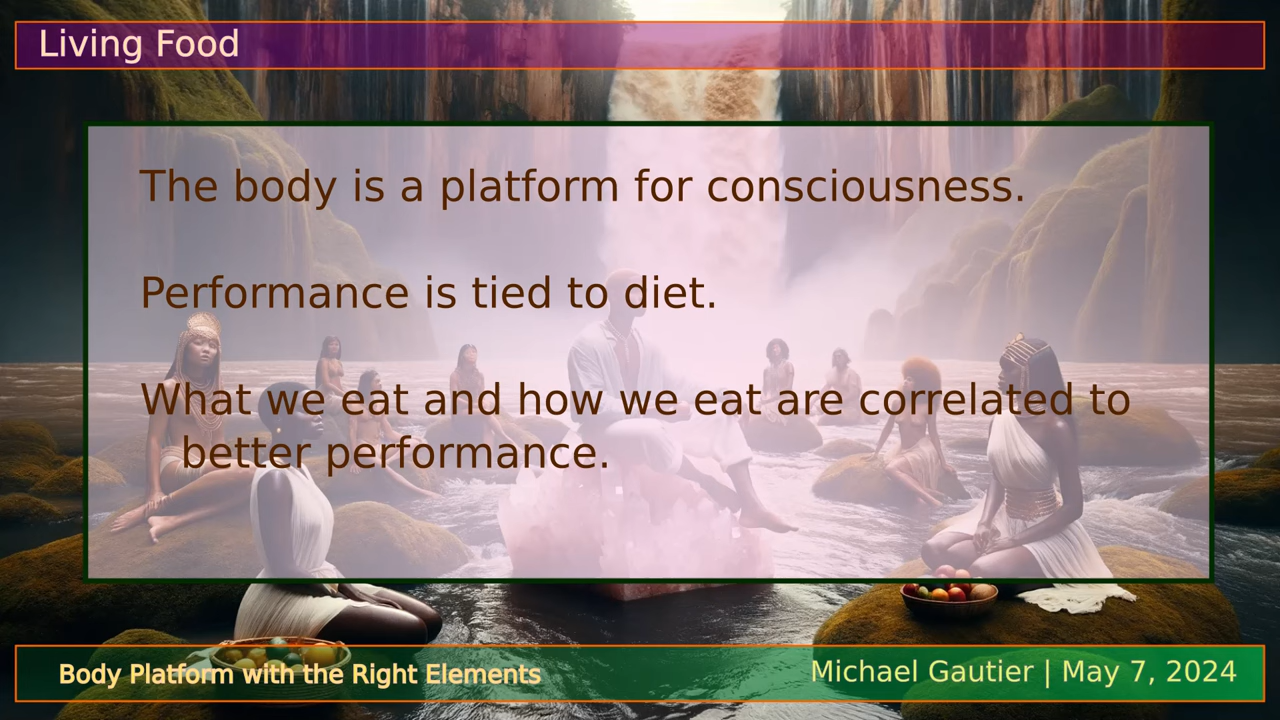 Living Food
The body is a platform for consciousness.
Performance is tied to diet.
What we eat and how we eat are correlated to
better performance.
Body Platform with the Right Elements
Michael Gautier | May 7, 2024